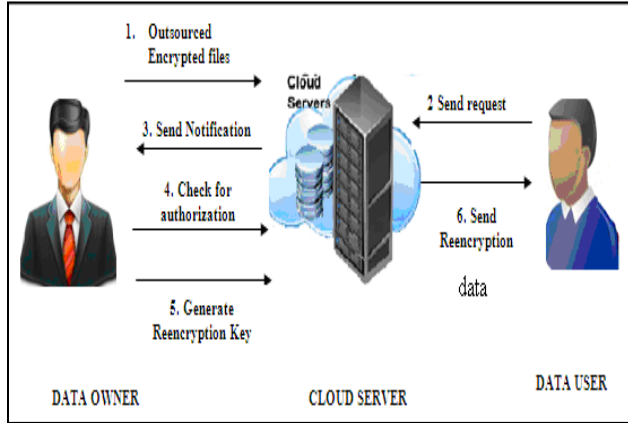 1. Outsourced
Encrypted files
Cloud
Servers
2 Send request
3. Send Notification
4. Check for
authorization
6. Send
Reencryption
data
5. Generate
Reencryption Key
DATA OWNER
CLOUD SERVER
DATA USER